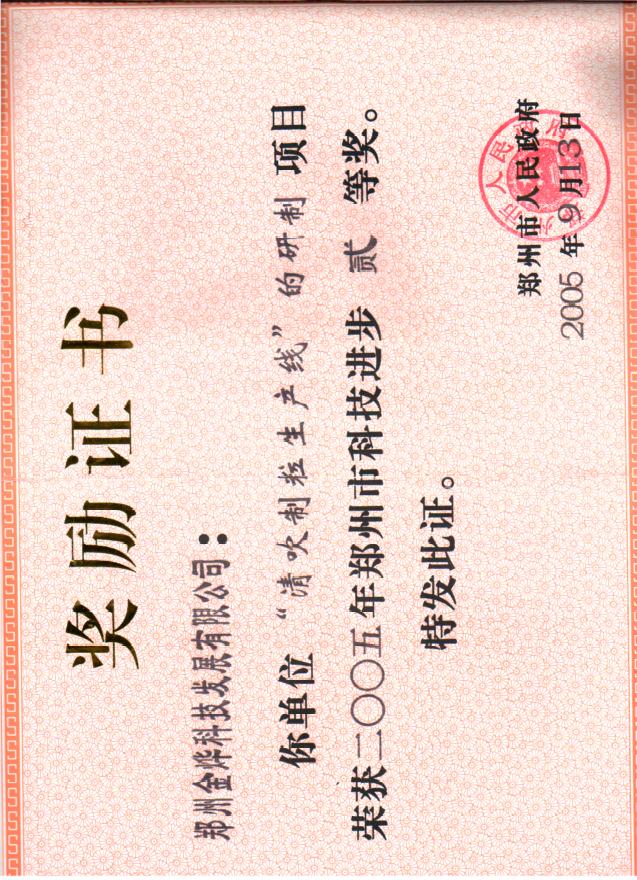 奖励证书
郑州金烨科技发展有限公司：
你单位“清吹制粒生产线”的研制项目
荣获二〇〇五年郑州市科技进步贰等奖。
特发此证。
郑州市人民政府
2005年9月13日